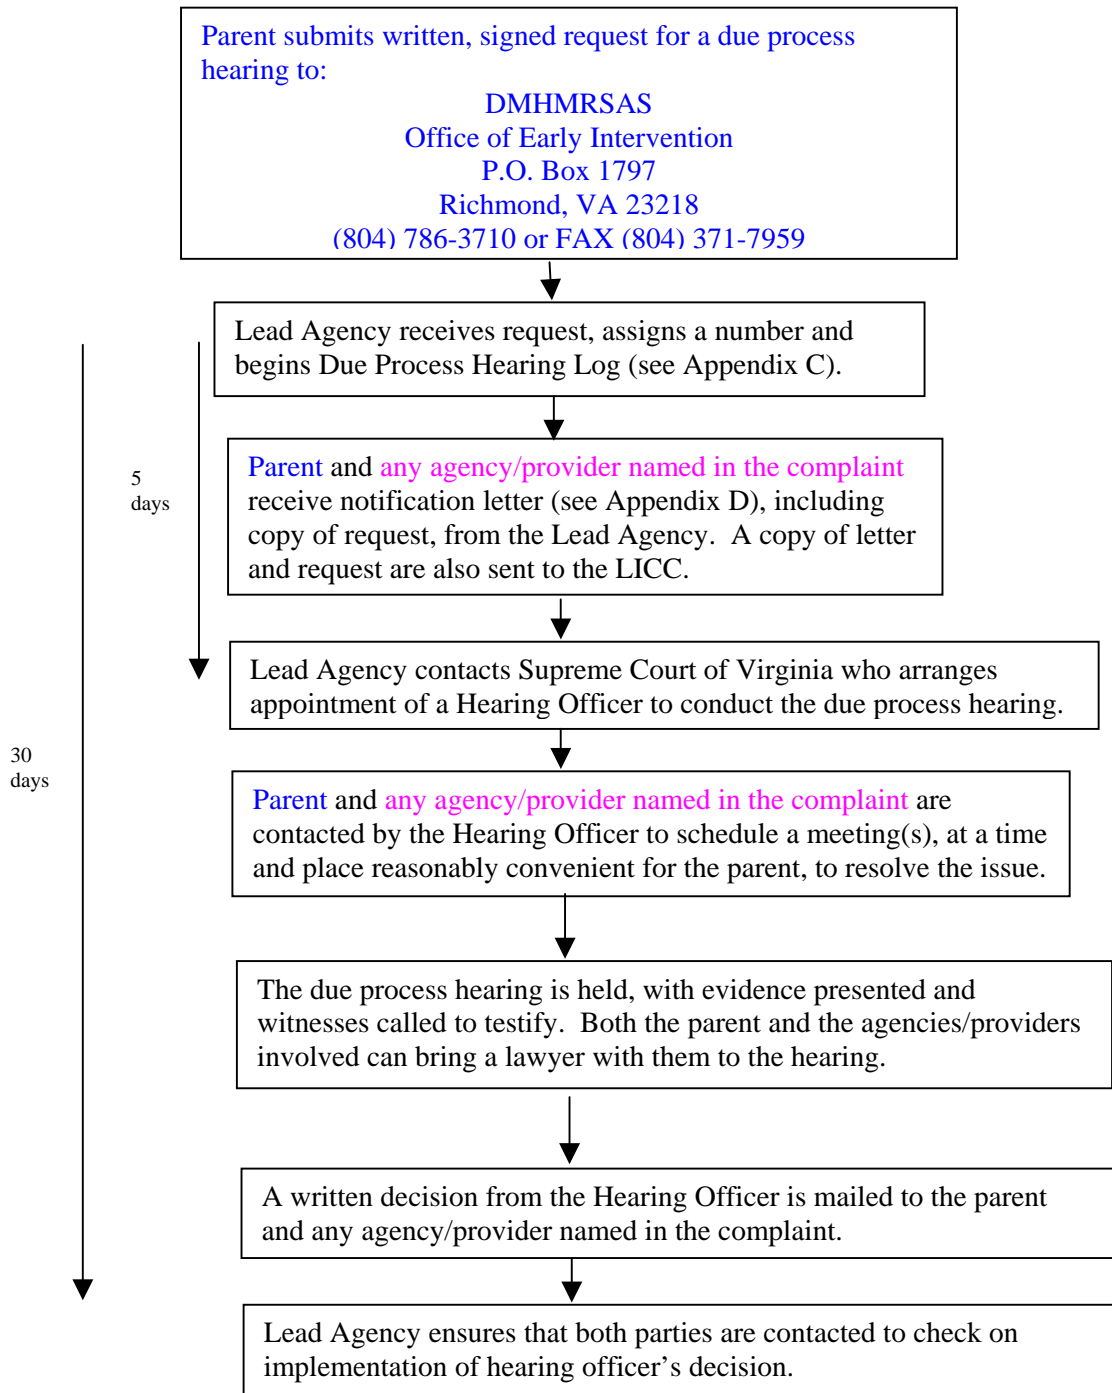 Parent submits written, signed request for a due process
hearing to:
DMHMRSAS
Office of Early Intervention
P.O. Box 1797
Richmond, VA 23218
(804) 786-3710 or FAX (804) 371-7959
Lead Agency receives request, assigns a number and
begins Due Process Hearing Log (see Appendix C).
5
days
Parent and any agency/provider named in the complaint
receive notification letter (see Appendix D), including
copy of request, from the Lead Agency.  A copy of letter
and request are also sent to the LICC.
Lead Agency contacts Supreme Court of Virginia who arranges
appointment of a Hearing Officer to conduct the due process hearing.
30
days
Parent and any agency/provider named in the complaint are
contacted by the Hearing Officer to schedule a meeting(s), at a time
and place reasonably convenient for the parent, to resolve the issue.
The due process hearing is held, with evidence presented and
witnesses called to testify.  Both the parent and the agencies/providers
involved can bring a lawyer with them to the hearing.
A written decision from the Hearing Officer is mailed to the parent
and any agency/provider named in the complaint.
Lead Agency ensures that both parties are contacted to check on
implementation of hearing officer’s decision.